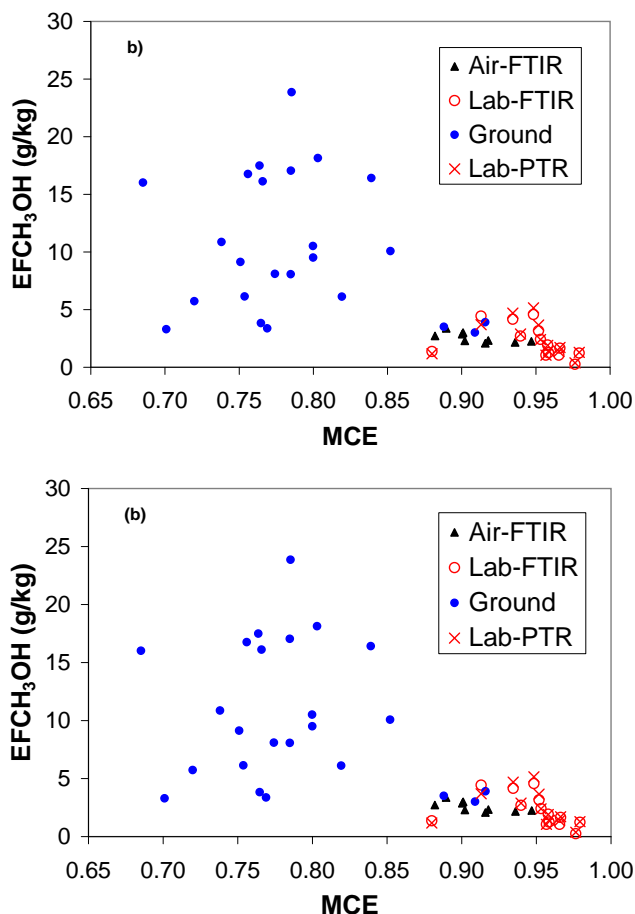 30
b)
Air-FTIR
25
Lab-FTIR
Ground
20
Lab-PTR
15
10
5
0
EFCH₃OH (g/kg)
0.65 0.70 0.75 0.80 0.85 0.90 0.95 1.00
MCE
30
(b)
Air-FTIR
25
Lab-FTIR
Ground
20
Lab-PTR
15
10
5
0
EFCH₃OH (g/kg)
0.65 0.70 0.75 0.80 0.85 0.90 0.95 1.00
MCE